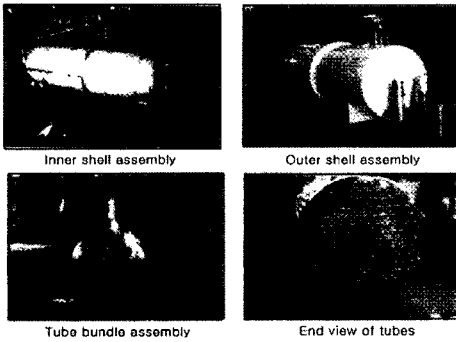 Inner shell assembly
Outer shell assembly
Tube bundle assembly
End view of tubes